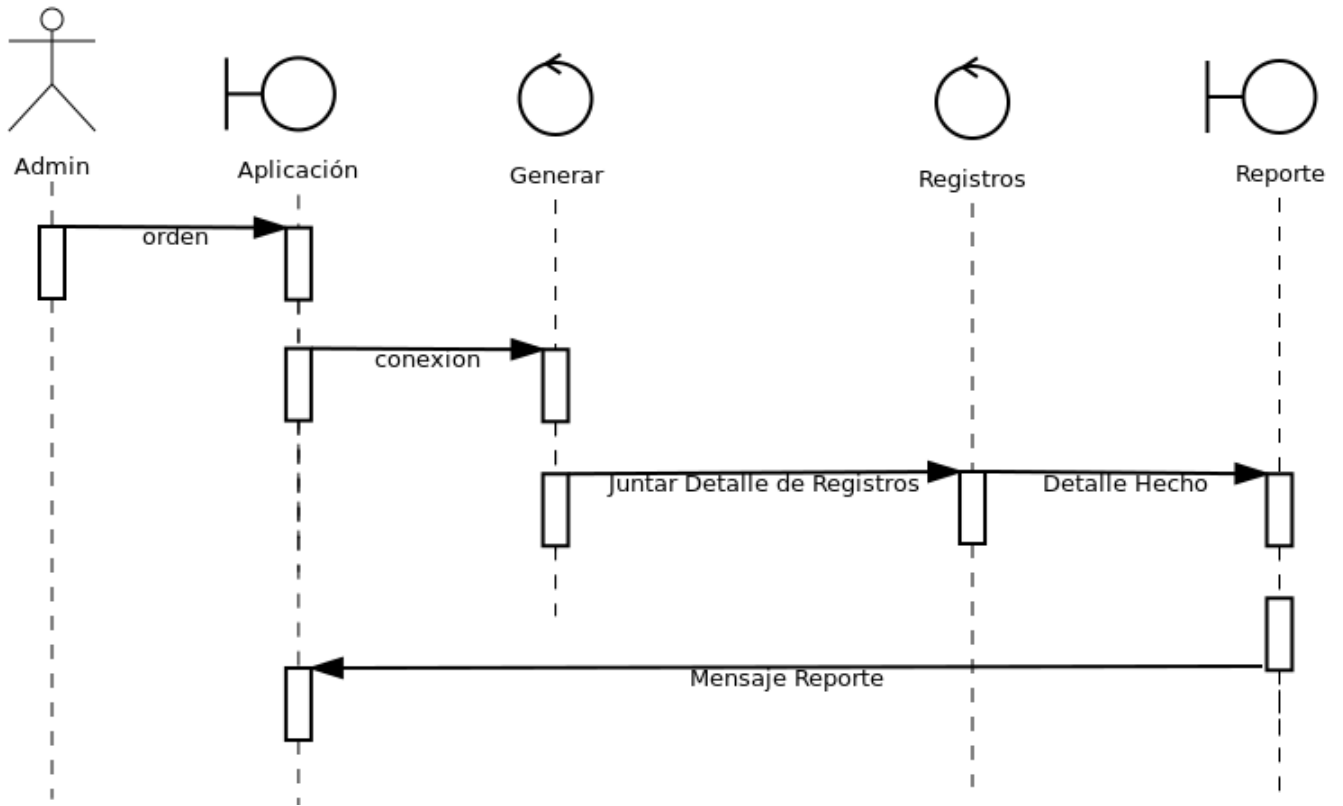 Admin
Aplicación
Generar
Registros
Reporte
orden
conexion
Juntar Detalle de Registros
Detalle Hecho
Mensaje Reporte